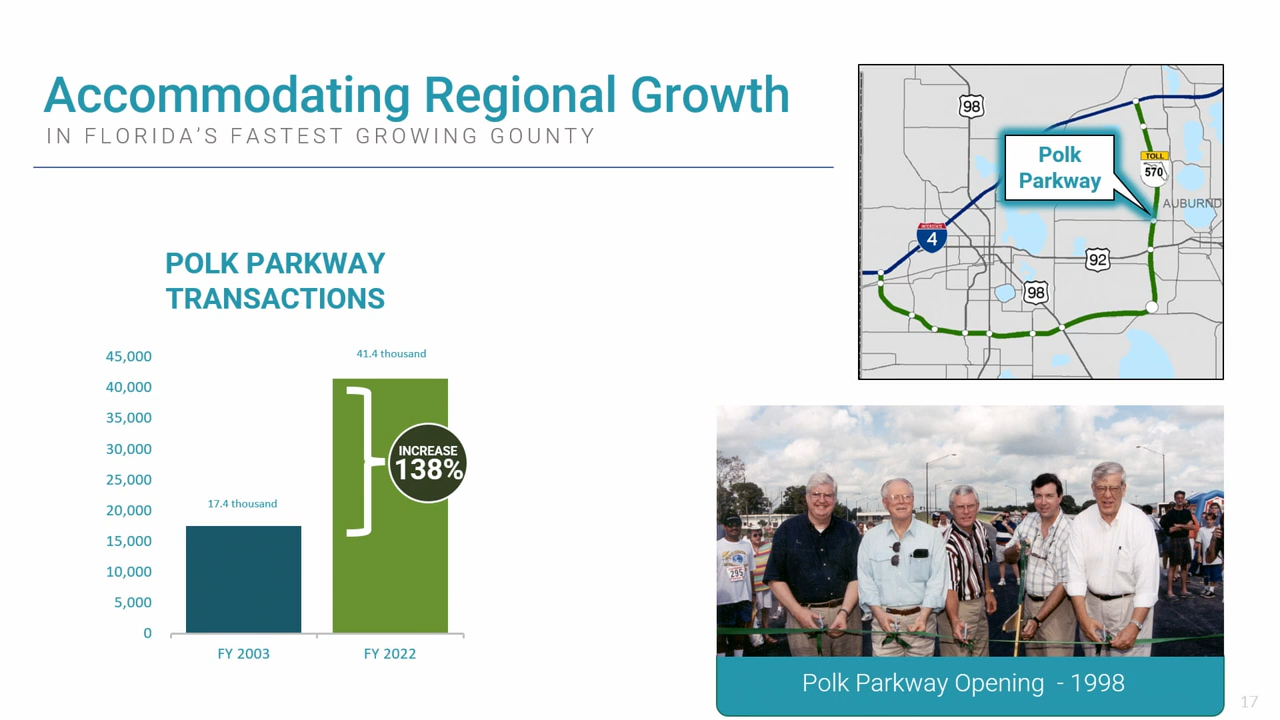 Accommodating Regional Growth
IN FLORIDA'S FASTEST GROWING GOUNTY
98
Polk
Parkway
TOLL
570
AUBURND
4
92
98
POLK PARKWAY
TRANSACTIONS
45,000
40,000
35,000
30,000
25,000
20,000
15,000
10,000
5,000
0
41.4 thousand
17.4 thousand
INCREASE
138%
FY 2003
FY 2022
295
Polk Parkway Opening - 1998
17